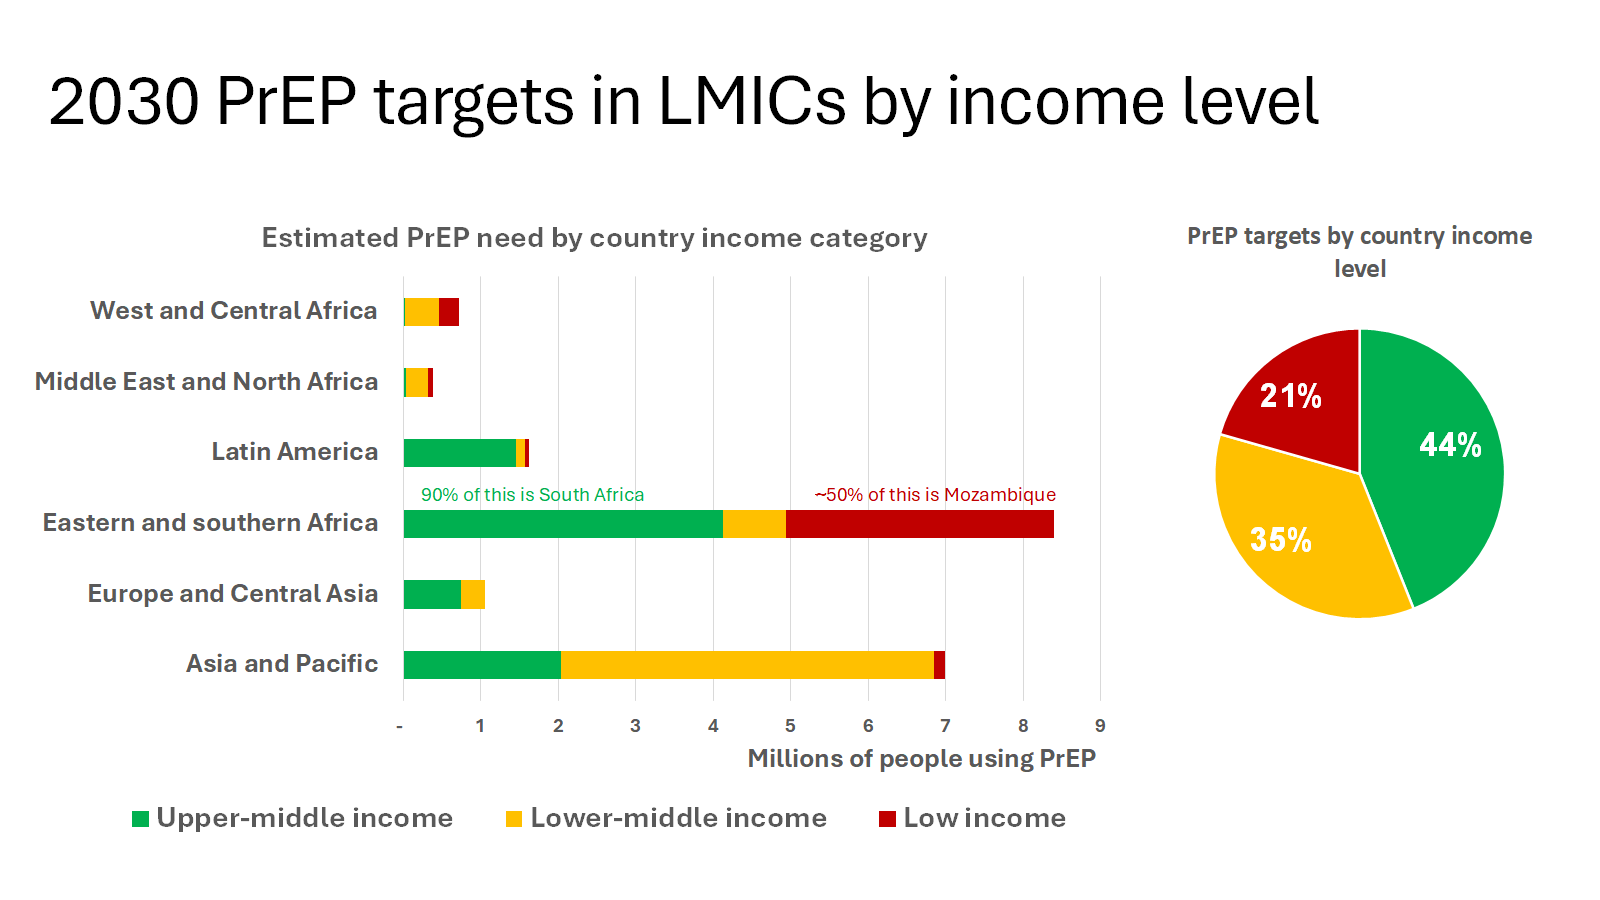 2030 PrEP targets in LMICs by income level
Estimated PrEP need by country income category
West and Central Africa
Middle East and North Africa
Latin America
90% of this is South Africa
~50% of this is Mozambique
Eastern and southern Africa
Europe and Central Asia
Asia and Pacific
- 1 2 3 4 5 6 7 8 9
Millions of people using PrEP
Upper-middle income Lower-middle income Low income
PrEP targets by country income
level
21%
44%
35%